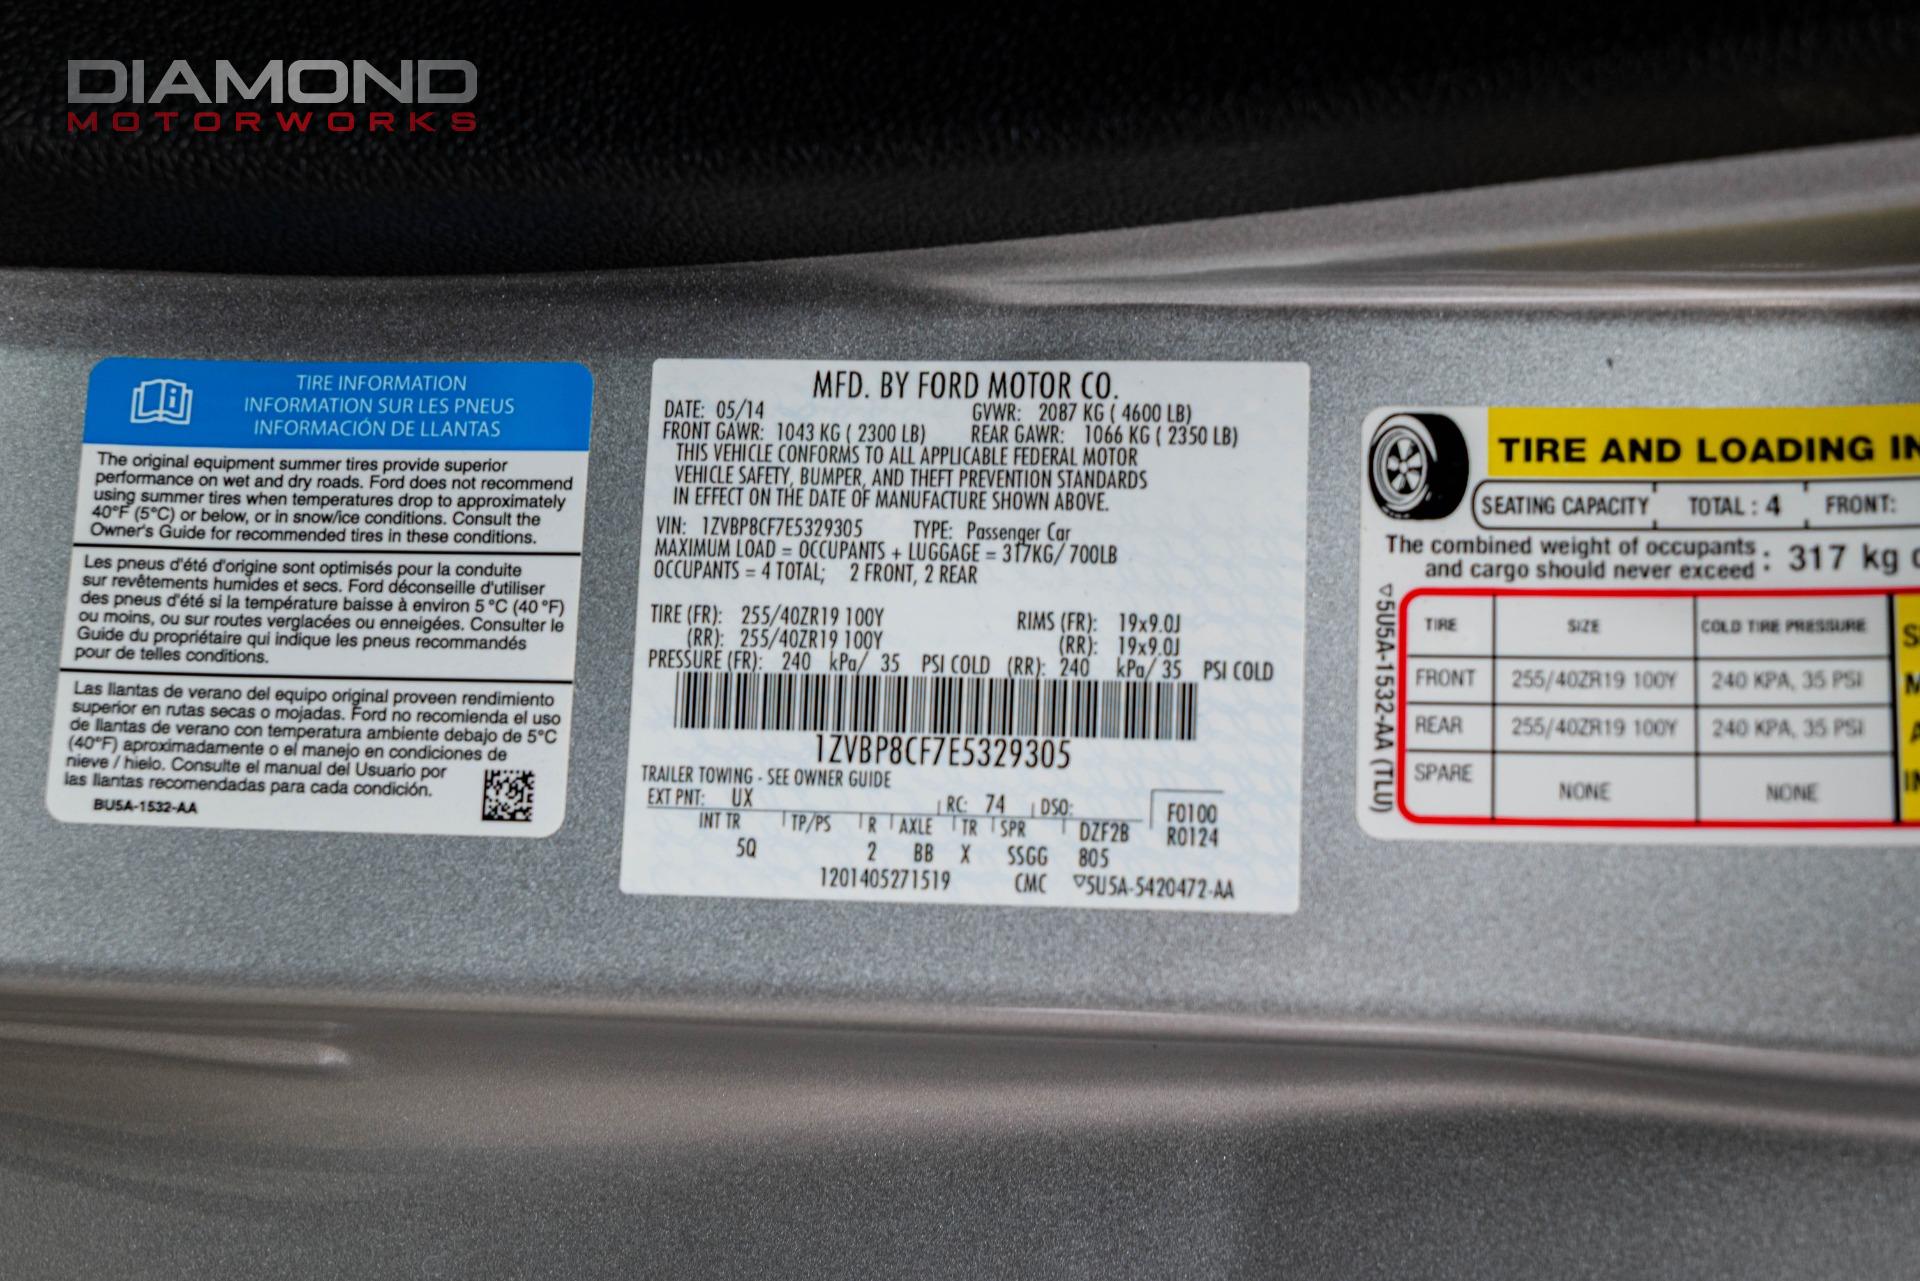 DIAMOND
MOTORWORKS
TIRE INFORMATION
INFORMATION SUR LES PNEUS
INFORMACIÓN DE LLANTAS
The original equipment summer tires provide superior
performance on wet and dry roads. Ford does not recommend
using summer tires when temperatures drop to approximately
40°F (5°C) or below, or in snow/ice conditions. Consult the
Owner's Guide for recommended tires in these conditions.
Les pneus d'été d'origine sont optimisés pour la conduite
sur revêtements humides et secs. Ford déconseille d'utiliser
des pneus d'été si la température baisse à environ 5 °C (40 °F)
ou moins, ou sur routes verglacées ou enneigées. Consulter le
Guide du propriétaire qui indique les pneus recommandés
pour de telles conditions.
Las llantas de verano del equipo original proveen rendimiento
superior en rutas secas o mojadas. Ford no recomienda el uso
de llantas de verano con temperatura ambiente debajo de 5°C
(40°F) aproximadamente o el manejo en condiciones de
nieve / hielo. Consulte el manual del Usuario por
las llantas recomendadas para cada condición.
BU5A-1532-AA
MFD. BY FORD MOTOR CO.
DATE: 05/14 GVWR: 2087 KG ( 4600 LB)
FRONT GAWR: 1043 KG ( 2300 LB) REAR GAWR: 1066 KG ( 2350 LB)
THIS VEHICLE CONFORMS TO ALL APPLICABLE FEDERAL MOTOR
VEHICLE SAFETY, BUMPER, AND THEFT PREVENTION STANDARDS
IN EFFECT ON THE DATE OF MANUFACTURE SHOWN ABOVE.
VIN: 1ZVBP8CF7E5329305 TYPE: Passenger Car
MAXIMUM LOAD = OCCUPANTS + LUGGAGE = 317KG/ 700LB
OCCUPANTS = 4 TOTAL; 2 FRONT, 2 REAR
TIRE (FR): 255/40ZR19 100Y RIMS (FR): 19x9.0J
(RR): 255/40ZR19 100Y (RR): 19x9.0J
PRESSURE (FR): 240 kPa/ 35 PSI COLD (RR): 240 kPa/ 35 PSI COLD
1ZVBP8CF7E5329305
TRAILER TOWING - SEE OWNER GUIDE
EXT PNT: UX RC: 74 DSO: F0100
INT TR TP/PS R AXLE TR SPR DZF2B R0124
5Q 2 BB X SSGG 805
1201405271519 CMC ▽5U5A-5420472-AA
TIRE AND LOADING IN
SEATING CAPACITY TOTAL : 4 FRONT:
The combined weight of occupants
and cargo should never exceed : 317 kg
▽5U5A-1532-AA (TLU)
TIRE SIZE COLD TIRE PRESSURE
FRONT 255/40ZR19 100Y 240 KPA, 35 PSI
REAR 255/40ZR19 100Y 240 KPA, 35 PSI
SPARE NONE NONE